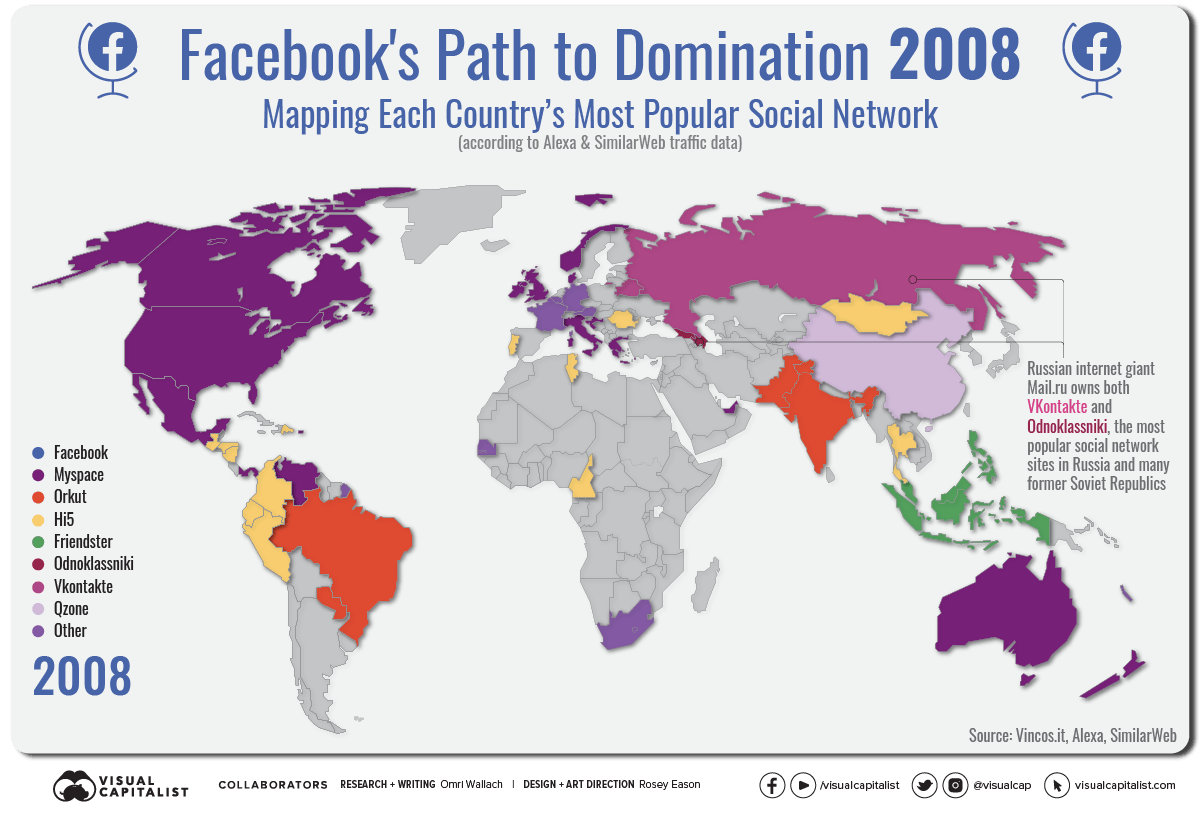 Facebook's Path to Domination 2008
Mapping Each Country's Most Popular Social Network
(according to Alexa & SimilarWeb traffic data)
Facebook
Myspace
Orkut
Hi5
Friendster
Odnoklassniki
Vkontakte
Qzone
Other
2008
Russian internet giant
Mail.ru owns both
VKontakte and
Odnoklassniki, the most
popular social network
sites in Russia and many
former Soviet Republics
Source: Vincos.it, Alexa, SimilarWeb
VISUAL
CAPITALIST
COLLABORATORS RESEARCH + WRITING Omri Wallach | DESIGN + ART DIRECTION Rosey Eason
/visualcapitalist @visualcap visualcapitalist.com